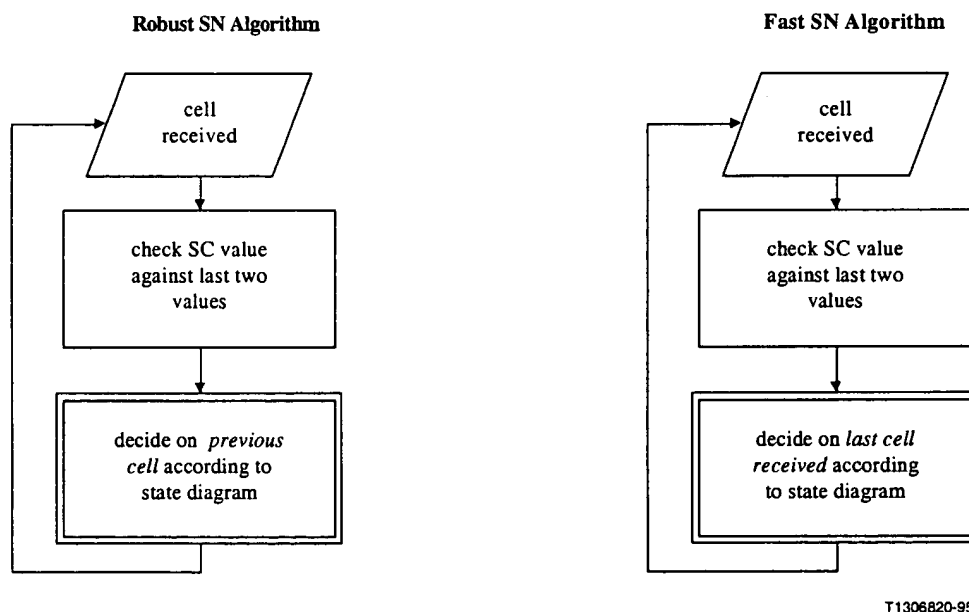 Robust SN Algorithm
cell
received
check SC value
against last two
values
decide on previous
cell according to
state diagram
Fast SN Algorithm
cell
received
check SC value
against last two
values
decide on last cell
received according
to state diagram